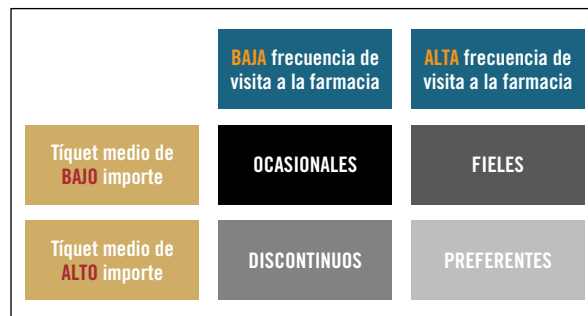 BAJA frecuencia de
visita a la farmacia
ALTA frecuencia de
visita a la farmacia
Tíquet medio de
BAJO importe
OCASIONALES
FIELES
Tíquet medio de
ALTO importe
DISCONTINUOS
PREFERENTES